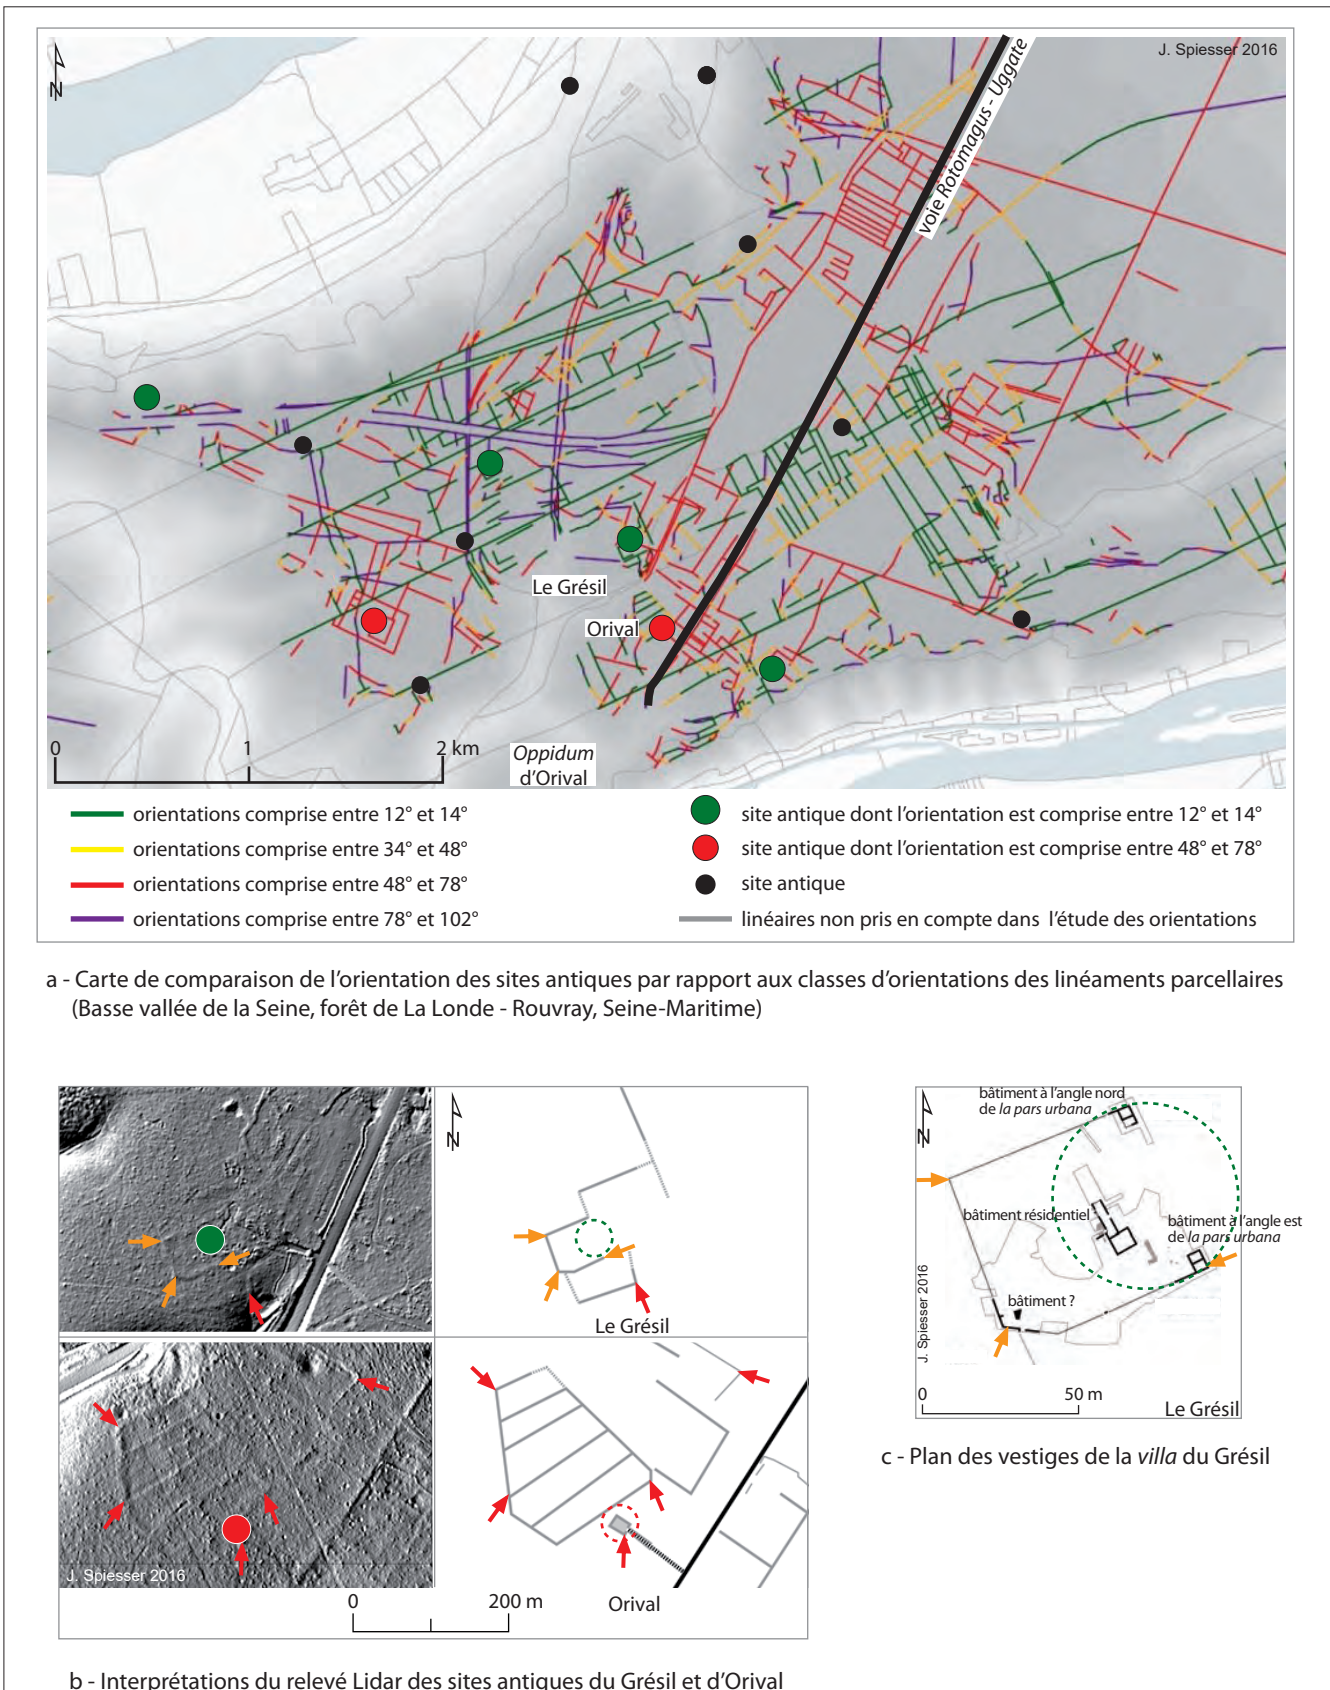 J. Spiesser 2016
N
voie Rotomagus - Uggate
Le Grésil
Orival
0 1 2 km
Oppidum
d'Orival
orientations comprise entre 12° et 14°
orientations comprise entre 34° et 48°
orientations comprise entre 48° et 78°
orientations comprise entre 78° et 102°
site antique dont l'orientation est comprise entre 12° et 14°
site antique dont l'orientation est comprise entre 48° et 78°
site antique
linéaires non pris en compte dans l'étude des orientations
a - Carte de comparaison de l'orientation des sites antiques par rapport aux classes d'orientations des linéaments parcellaires
(Basse vallée de la Seine, forêt de La Londe - Rouvray, Seine-Maritime)
N
Le Grésil
J. Spiesser 2016
0 200 m
Orival
b - Interprétations du relevé Lidar des sites antiques du Grésil et d'Orival
bâtiment à l'angle nord
de la pars urbana
N
bâtiment résidentiel
bâtiment à l'angle est
de la pars urbana
bâtiment ?
J. Spiesser 2016
0 50 m
Le Grésil
c - Plan des vestiges de la villa du Grésil